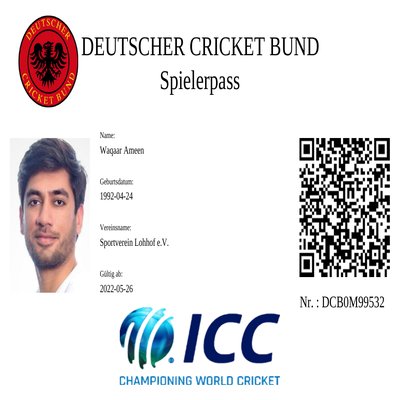 DEUTSCHER CRICKET BUND
DEUTSCHER CRICKET BUND
Spielerpass
Name:
Waqaar Ameen
Geburtsdatum:
1992-04-24
Vereinsname:
Sportverein Lohhof e.V.
Gültig ab:
2022-05-26
Nr. : DCB0M99532
ICC
CHAMPIONING WORLD CRICKET